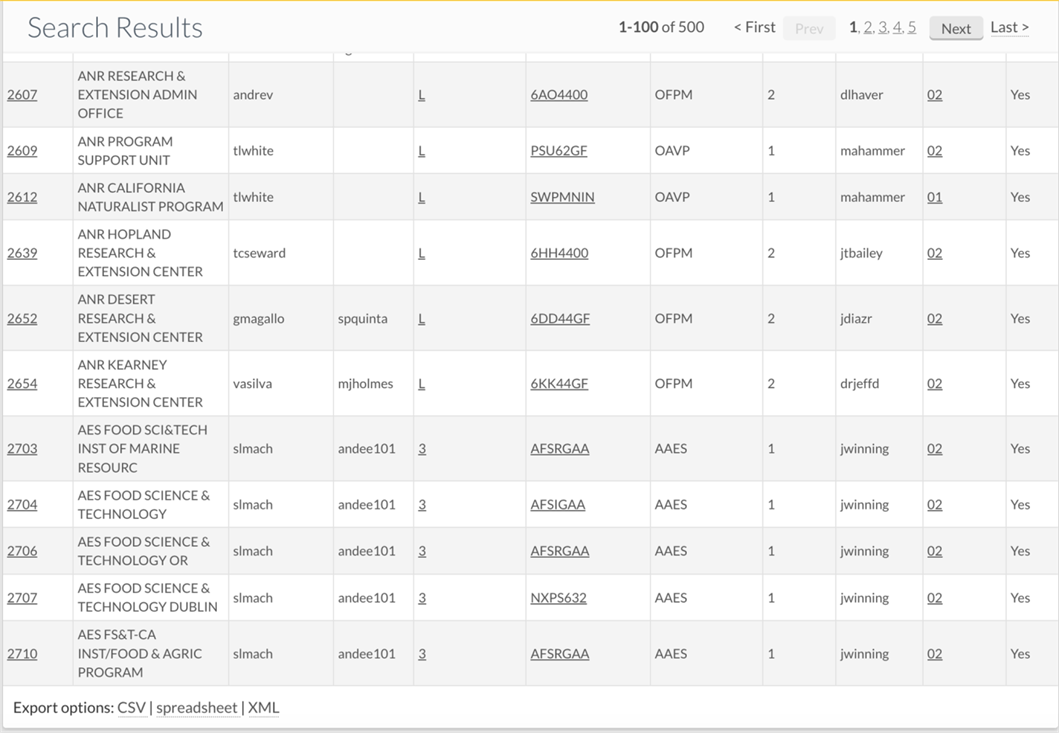 Search Results
1-100 of 500 < First Prev 1, 2, 3, 4, 5 Next Last >
2607 ANR RESEARCH & EXTENSION ADMIN OFFICE andrev L 6AO4400 OFPM 2 dlhaver 02 Yes
2609 ANR PROGRAM SUPPORT UNIT tlwhite L PSU62GF OAVP 1 mahammer 02 Yes
2612 ANR CALIFORNIA NATURALIST PROGRAM tlwhite L SWPMNIN OAVP 1 mahammer 01 Yes
2639 ANR HOPLAND RESEARCH & EXTENSION CENTER tcseward L 6HH4400 OFPM 2 jtbailey 02 Yes
2652 ANR DESERT RESEARCH & EXTENSION CENTER gmagallo spquinta L 6DD44GF OFPM 2 jdiazr 02 Yes
2654 ANR KEARNEY RESEARCH & EXTENSION CENTER vasilva mjholmes L 6KK44GF OFPM 2 drjeffd 02 Yes
2703 AES FOOD SCI&TECH INST OF MARINE RESOURC slmach andee101 3 AFSRGAA AAES 1 jwinning 02 Yes
2704 AES FOOD SCIENCE & TECHNOLOGY slmach andee101 3 AFSIGAA AAES 1 jwinning 02 Yes
2706 AES FOOD SCIENCE & TECHNOLOGY OR slmach andee101 3 AFSRGAA AAES 1 jwinning 02 Yes
2707 AES FOOD SCIENCE & TECHNOLOGY DUBLIN slmach andee101 3 NXPS632 AAES 1 jwinning 02 Yes
2710 AES FS&T-CA INST/FOOD & AGRIC PROGRAM slmach andee101 3 AFSRGAA AAES 1 jwinning 02 Yes
Export options: CSV | spreadsheet | XML